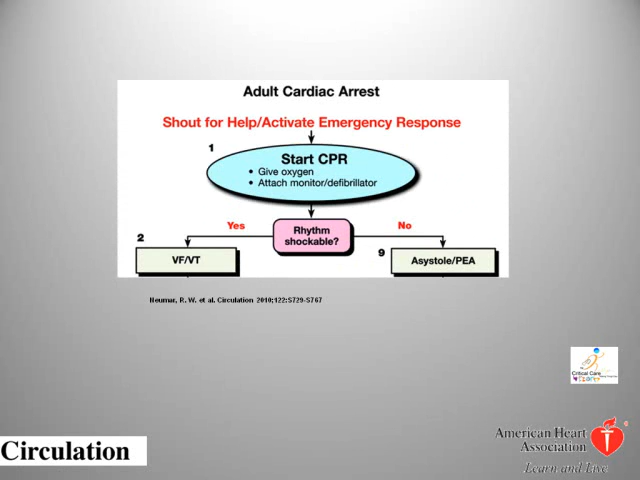 Adult Cardiac Arrest
Shout for Help/Activate Emergency Response
1
Start CPR
• Give oxygen
• Attach monitor/defibrillator
Yes
Rhythm
shockable?
No
2
VF/VT
9
Asystole/PEA
Neumar, R. W. et al. Circulation 2010;122:S729-S767
Critical Care
Circulation
American Heart
Association
Learn and Live